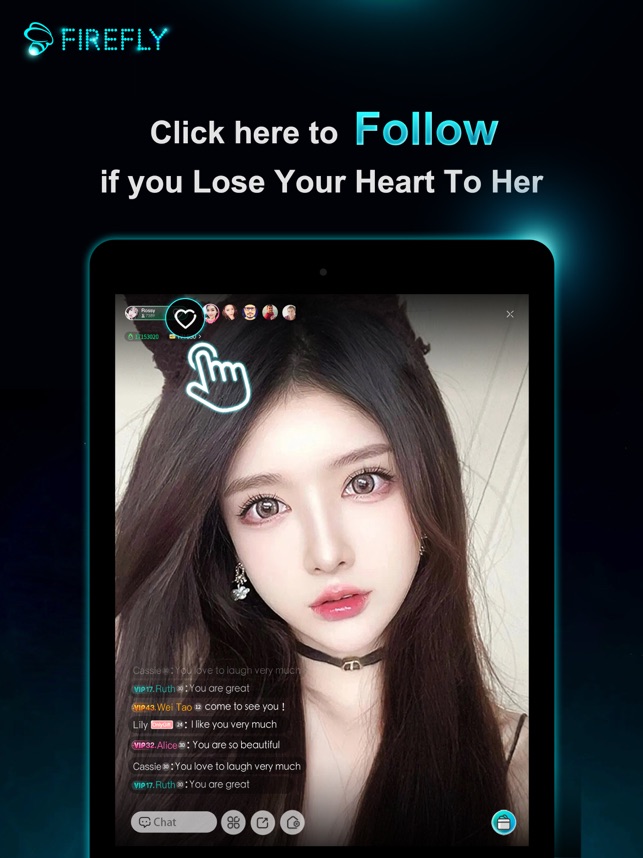 FIREFLY
Click here to Follow
if you Lose Your Heart To Her
Cassie: You love to laugh very much
VIP17.Ruth: You are great
VIP43.Wei Tao 12 come to see you!
Lily 24: I like you very much
VIP32.Alice: You are so beautiful
Cassie: You love to laugh very much
VIP17.Ruth: You are great
Chat